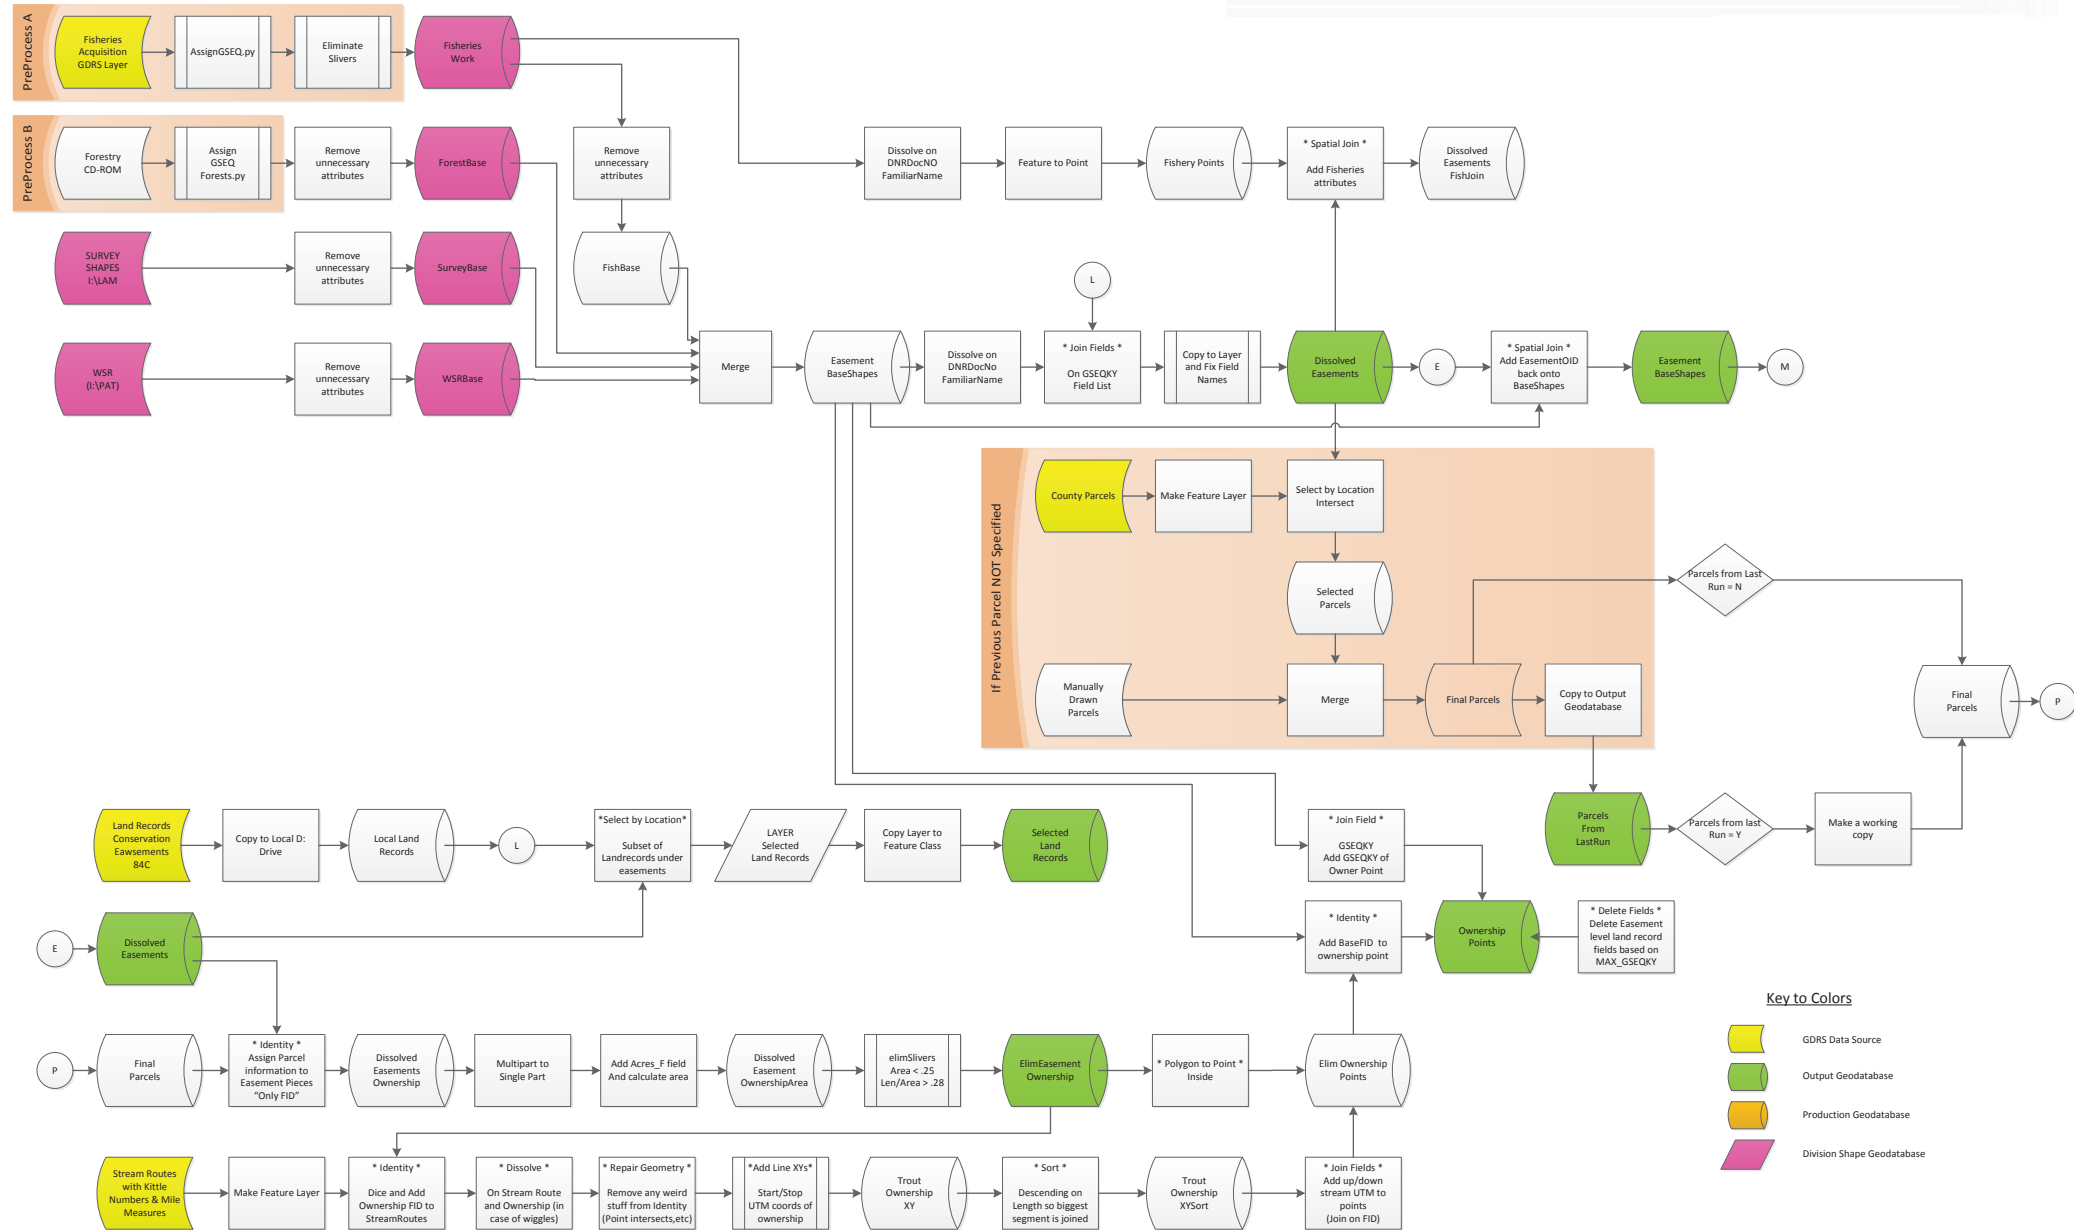 PreProcess A
Fisheries
Acquisition
GDRS Layer
AssignGSEQ.py
Eliminate
Slivers
Fisheries
Work
PreProcess B
Forestry
CD-ROM
Assign
GSEQ
Forests.py
Remove
unnecessary
attributes
ForestBase
Remove
unnecessary
attributes
Dissolve on
DNRDocNO
FamiliarName
Feature to Point
Fishery Points
* Spatial Join *
Add Fisheries
attributes
Dissolved
Easements
FishJoin
SURVEY
SHAPES
I:\LAM
Remove
unnecessary
attributes
SurveyBase
FishBase
L
WSR
(I:\PAT)
Remove
unnecessary
attributes
WSRBase
Merge
Easement
BaseShapes
Dissolve on
DNRDocNo
FamiliarName
* Join Fields *
On GSEQKY
Field List
Copy to Layer
and Fix Field
Names
Dissolved
Easements
E
* Spatial Join *
Add EasementOID
back onto
BaseShapes
Easement
BaseShapes
M
If Previous Parcel NOT Specified
County Parcels
Make Feature Layer
Select by Location
Intersect
Selected
Parcels
Parcels from Last
Run = N
Manually
Drawn
Parcels
Merge
Final Parcels
Copy to Output
Geodatabase
Final
Parcels
P
Land Records
Conservation
Eawsements
84C
Copy to Local D:
Drive
Local Land
Records
L
*Select by Location*
Subset of
Landrecords under
easements
LAYER
Selected
Land Records
Copy Layer to
Feature Class
Selected
Land
Records
* Join Field *
GSEQKY
Add GSEQKY of
Owner Point
Parcels
From
LastRun
Parcels from last
Run = Y
Make a working
copy
E
Dissolved
Easements
* Identity *
Add BaseFID to
ownership point
Ownership
Points
* Delete Fields *
Delete Easement
level land record
fields based on
MAX_GSEQKY
P
Final
Parcels
* Identity *
Assign Parcel
information to
Easement Pieces
“Only FID”
Dissolved
Easements
Ownership
Multipart to
Single Part
Add Acres_F field
And calculate area
Dissolved
Easement
OwnershipArea
elimSlivers
Area < .25
Len/Area > .28
ElimEasement
Ownership
* Polygon to Point *
Inside
Elim Ownership
Points
Stream Routes
with Kittle
Numbers & Mile
Measures
Make Feature Layer
* Identity *
Dice and Add
Ownership FID to
StreamRoutes
* Dissolve *
On Stream Route
and Ownership (in
case of wiggles)
* Repair Geometry *
Remove any weird
stuff from Identity
(Point intersects,etc)
*Add Line XYs*
Start/Stop
UTM coords of
ownership
Trout
Ownership
XY
* Sort *
Descending on
Length so biggest
segment is joined
Trout
Ownership
XYSort
* Join Fields *
Add up/down
stream UTM to
points
(Join on FID)
Key to Colors
GDRS Data Source
Output Geodatabase
Production Geodatabase
Division Shape Geodatabase